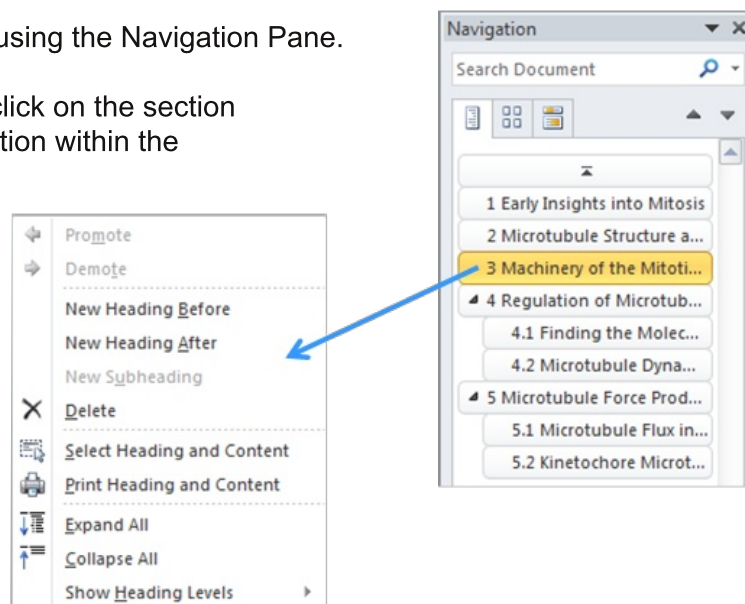 using the Navigation Pane.
click on the section
tion within the
Navigation
Search Document
1 Early Insights into Mitosis
2 Microtubule Structure a...
3 Machinery of the Mitoti...
4 Regulation of Microtub...
4.1 Finding the Molec...
4.2 Microtubule Dyna...
5 Microtubule Force Prod...
5.1 Microtubule Flux in...
5.2 Kinetochore Microt...
Promote
Demote
New Heading Before
New Heading After
New Subheading
Delete
Select Heading and Content
Print Heading and Content
Expand All
Collapse All
Show Heading Levels